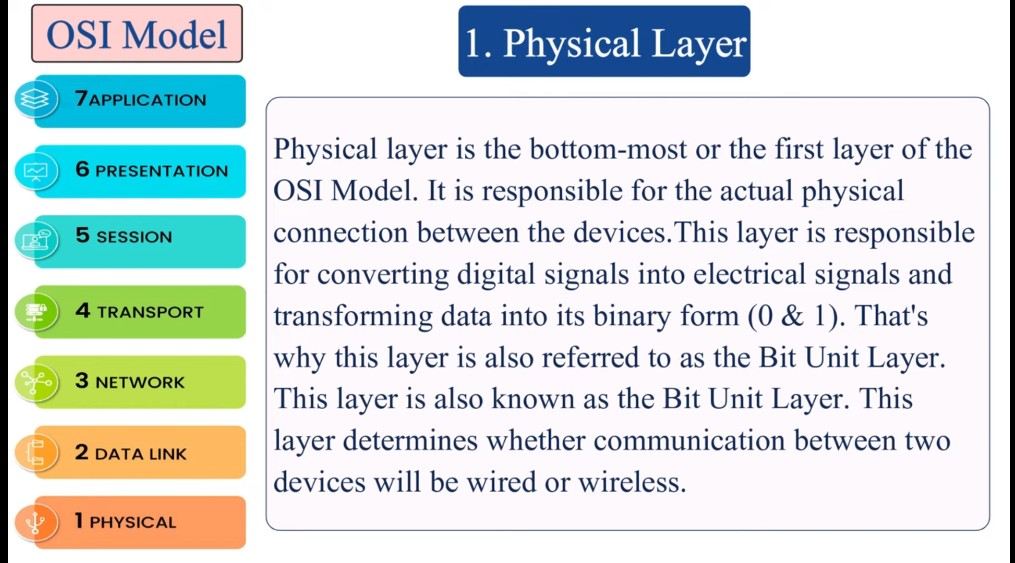 OSI Model
1. Physical Layer
7APPLICATION
6 PRESENTATION
5 SESSION
4 TRANSPORT
3 NETWORK
2 DATA LINK
1 PHYSICAL
Physical layer is the bottom-most or the first layer of the
OSI Model. It is responsible for the actual physical
connection between the devices.This layer is responsible
for converting digital signals into electrical signals and
transforming data into its binary form (0 & 1). That's
why this layer is also referred to as the Bit Unit Layer.
This layer is also known as the Bit Unit Layer. This
layer determines whether communication between two
devices will be wired or wireless.